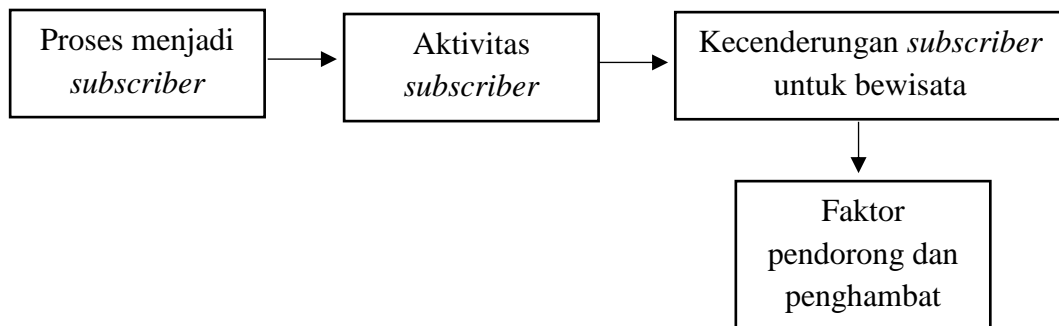 Proses menjadi
subscriber
Aktivitas
subscriber
Kecenderungan subscriber
untuk bewisata
Faktor
pendorong dan
penghambat